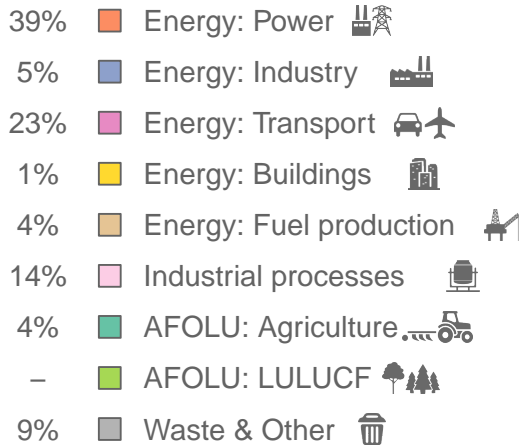 39% Energy: Power
5% Energy: Industry
23% Energy: Transport
1% Energy: Buildings
4% Energy: Fuel production
14% Industrial processes
4% AFOLU: Agriculture
– AFOLU: LULUCF
9% Waste & Other